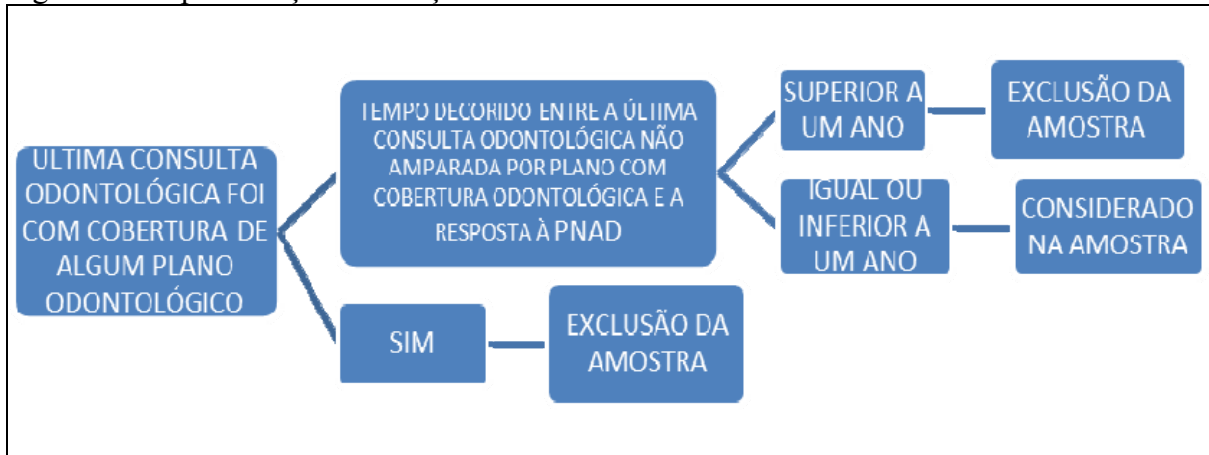 ULTIMA CONSULTA
ODONTOLÓGICA FOI
COM COBERTURA DE
ALGUM PLANO
ODONTOLÓGICO
TEMPO DECORIDO ENTRE A ÚLTIMA
CONSULTA ODONTOLÓGICA NÃO
AMPARADA POR PLANO COM
COBERTURA ODONTOLÓGICA E A
RESPOSTA À PNAD
SUPERIOR A
UM ANO
EXCLUSÃO DA
AMOSTRA
IGUAL OU
INFERIOR A
UM ANO
CONSIDERADO
NA AMOSTRA
SIM
EXCLUSÃO DA
AMOSTRA